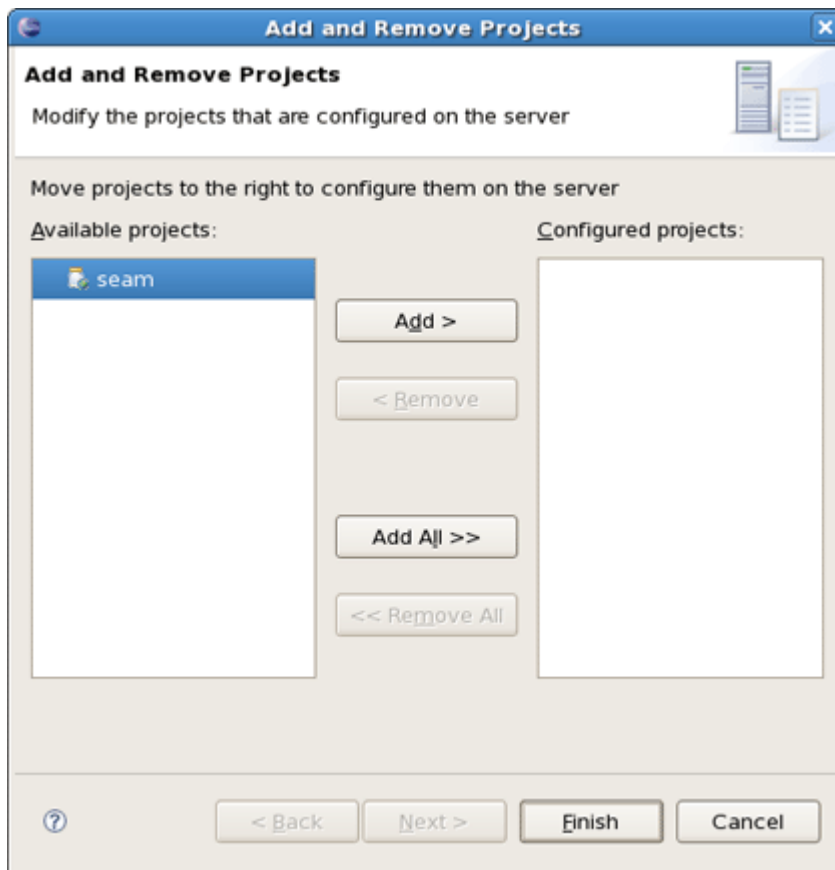 Add and Remove Projects
Add and Remove Projects
Modify the projects that are configured on the server
Move projects to the right to configure them on the server
Available projects:
Configured projects:
seam
Add >
< Remove
Add All >>
<< Remove All
< Back
Next >
Finish
Cancel